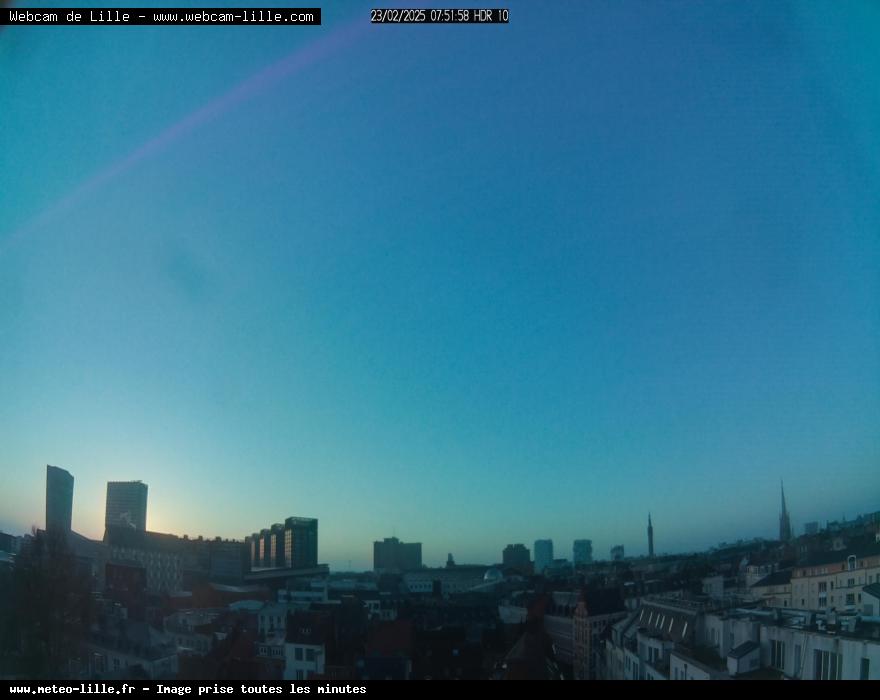 Webcam de Lille - www.webcam-lille.com
23/02/2025 07:51:58 HDR 10
www.meteo-lille.fr - Image prise toutes les minutes